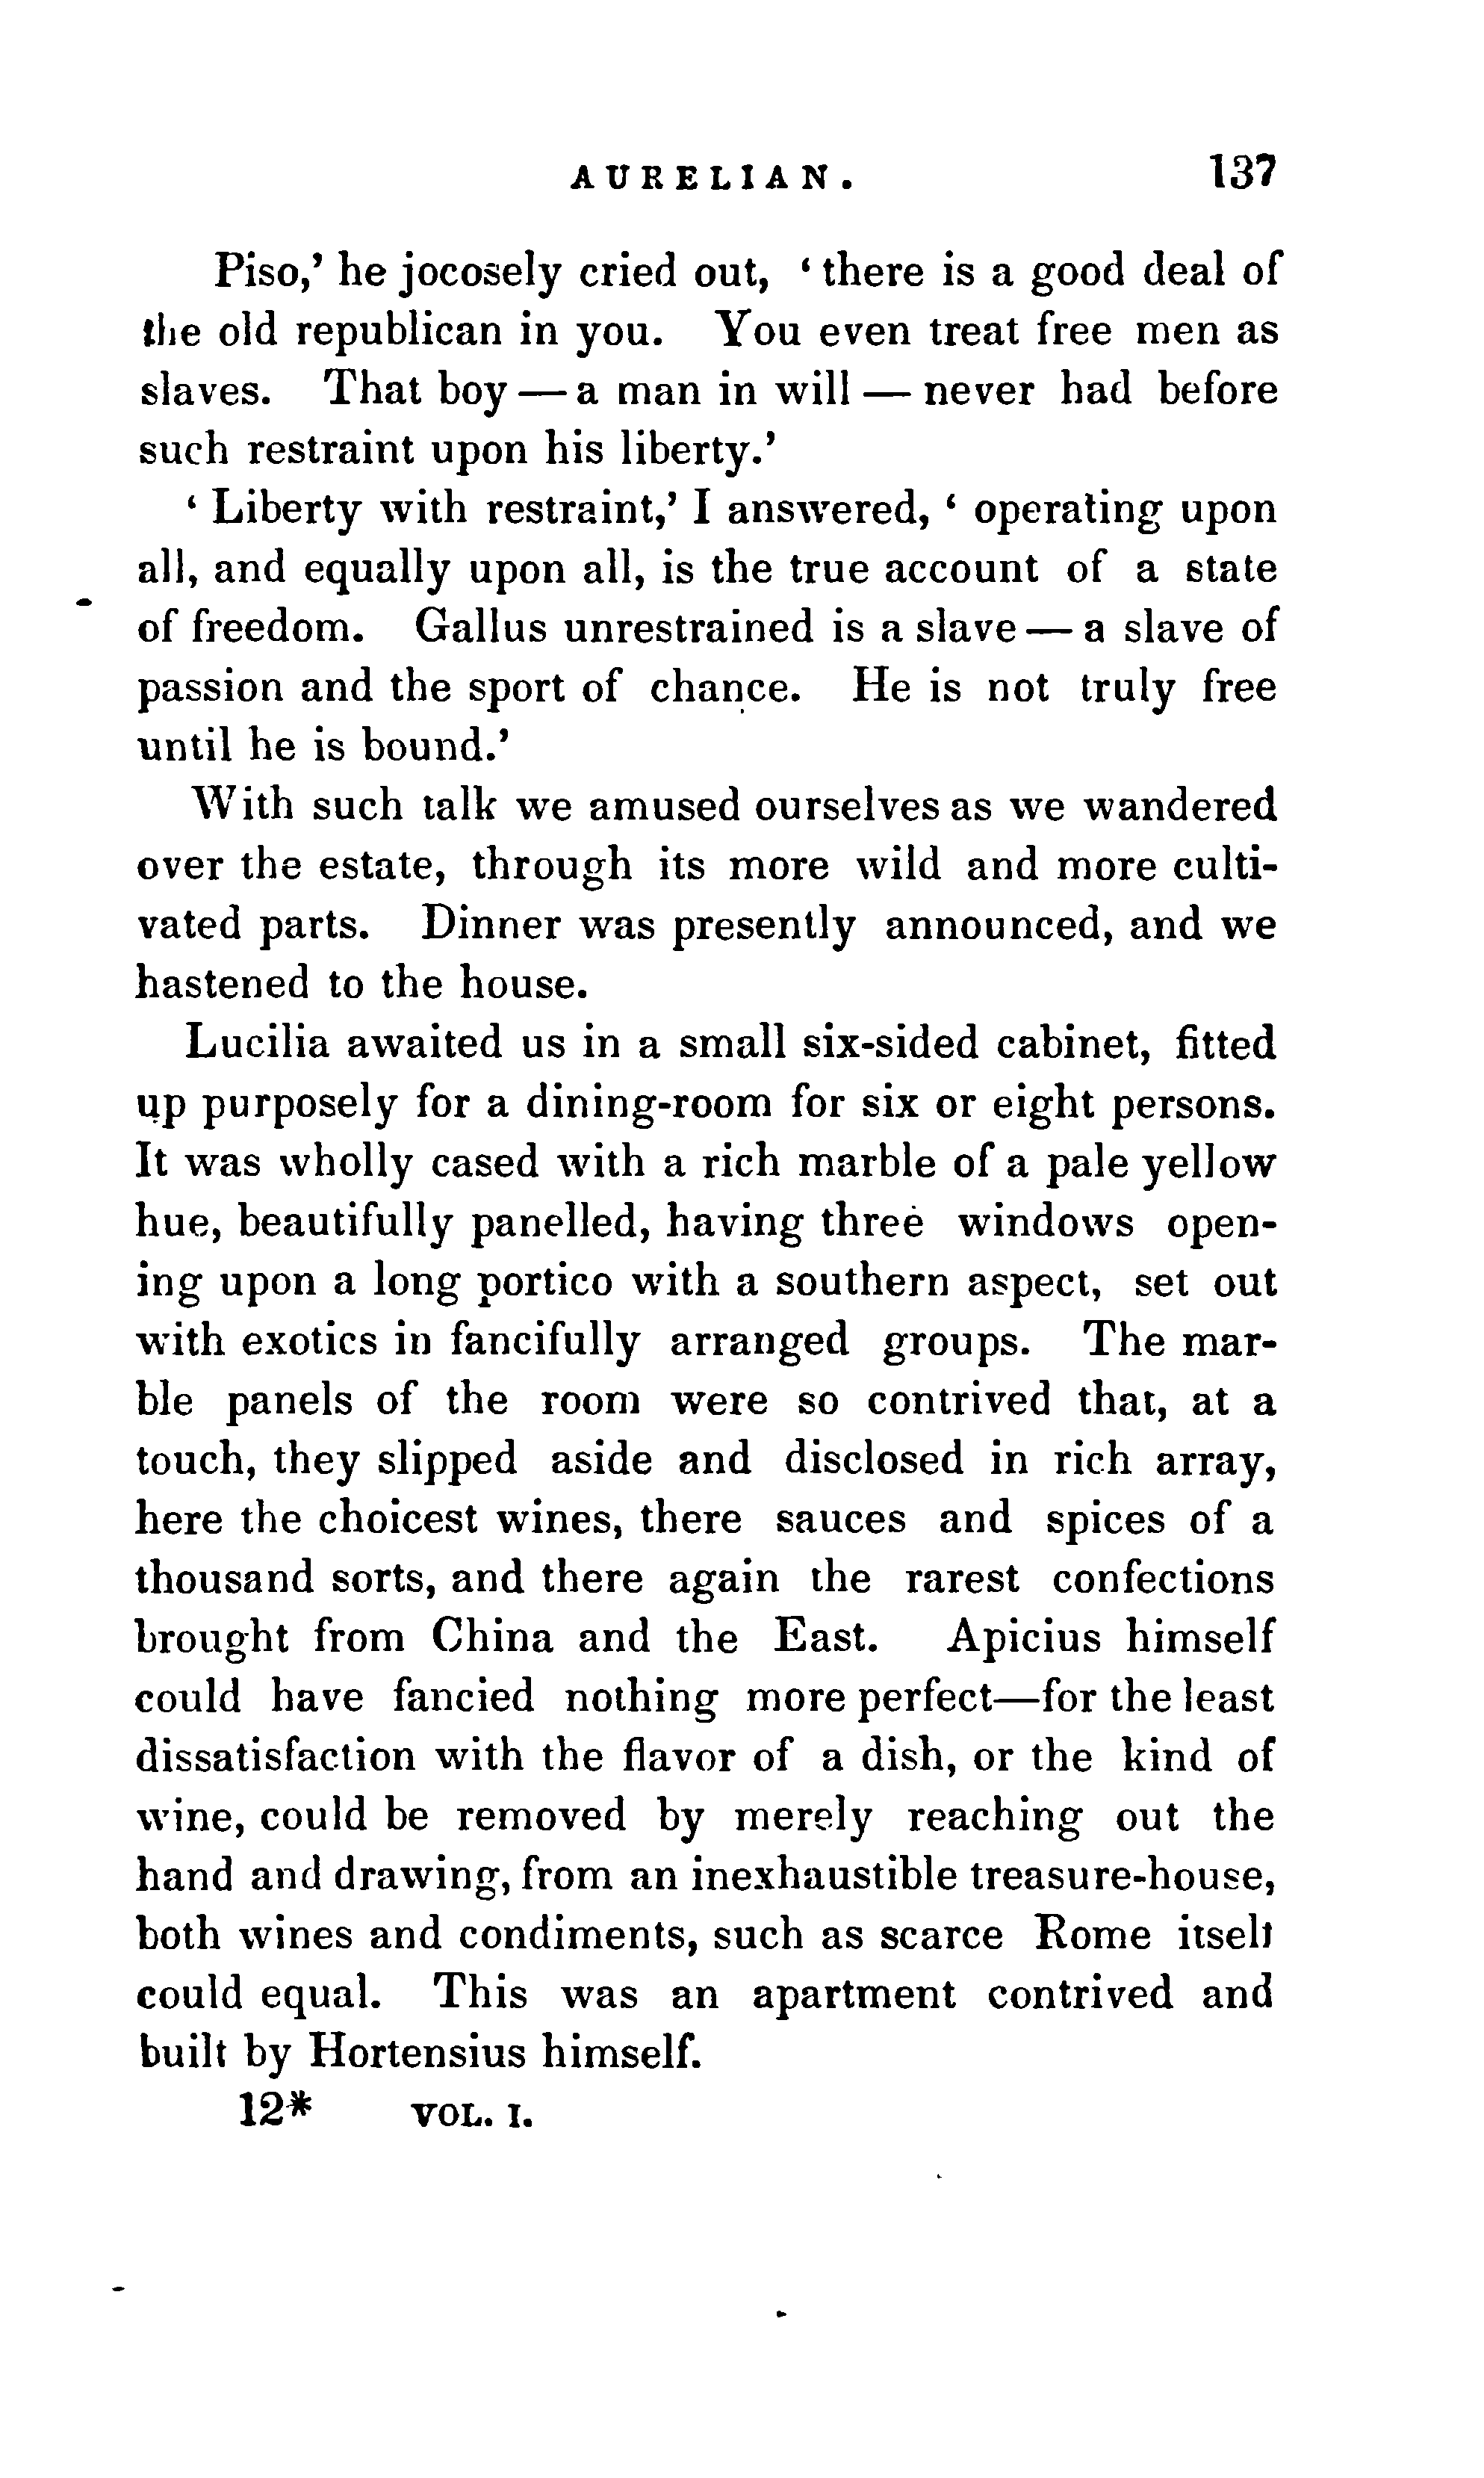 AURELIAN. 137
Piso,’ he jocosely cried out, ‘ there is a good deal of
the old republican in you. You even treat free men as
slaves. That boy — a man in will — never had before
such restraint upon his liberty.’
‘ Liberty with restraint,’ I answered, ‘ operating upon
all, and equally upon all, is the true account of a state
of freedom. Gallus unrestrained is a slave — a slave of
passion and the sport of chance. He is not truly free
until he is bound.’
With such talk we amused ourselves as we wandered
over the estate, through its more wild and more culti-
vated parts. Dinner was presently announced, and we
hastened to the house.
Lucilia awaited us in a small six-sided cabinet, fitted
up purposely for a dining-room for six or eight persons.
It was wholly cased with a rich marble of a pale yellow
hue, beautifully panelled, having three windows open-
ing upon a long portico with a southern aspect, set out
with exotics in fancifully arranged groups. The mar-
ble panels of the room were so contrived that, at a
touch, they slipped aside and disclosed in rich array,
here the choicest wines, there sauces and spices of a
thousand sorts, and there again the rarest confections
brought from China and the East. Apicius himself
could have fancied nothing more perfect—for the least
dissatisfaction with the flavor of a dish, or the kind of
wine, could be removed by merely reaching out the
hand and drawing, from an inexhaustible treasure-house,
both wines and condiments, such as scarce Rome itself
could equal. This was an apartment contrived and
built by Hortensius himself.
12* VOL. I.